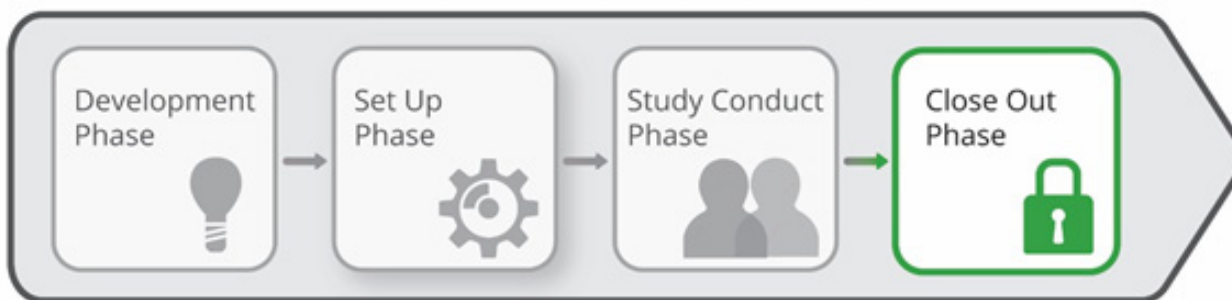 Development
Phase
Set Up
Phase
Study Conduct
Phase
Close Out
Phase